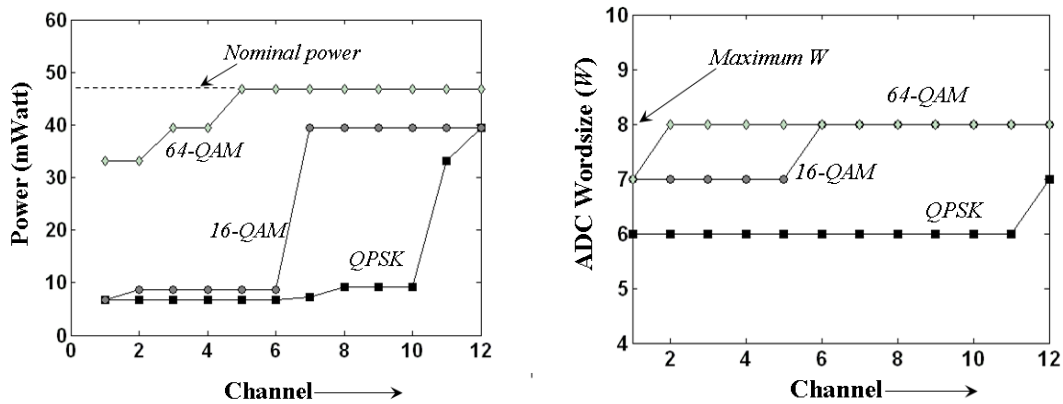 60
50
40
30
20
10
0
Power (mWatt)
Nominal power
64-QAM
16-QAM
QPSK
0 2 4 6 8 10 12
Channel
10
9
8
7
6
5
4
ADC Wordsize (W)
Maximum W
64-QAM
16-QAM
QPSK
2 4 6 8 10 12
Channel